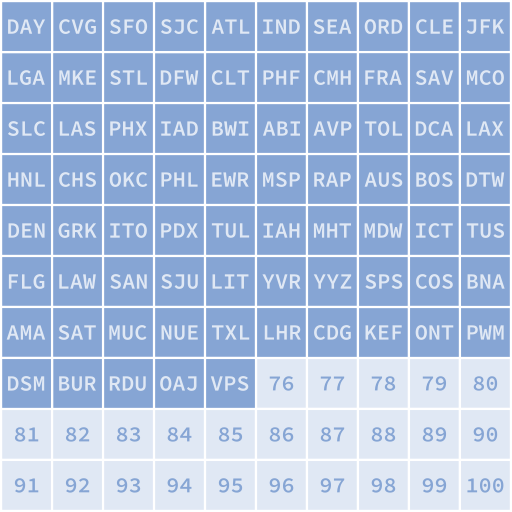 DAY CVG SFO SJC ATL IND SEA ORD CLE JFK
LGA MKE STL DFW CLT PHF CMH FRA SAV MCO
SLC LAS PHX IAD BWI ABI AVP TOL DCA LAX
HNL CHS OKC PHL EWR MSP RAP AUS BOS DTW
DEN GRK ITO PDX TUL IAH MHT MDW ICT TUS
FLG LAW SAN SJU LIT YVR YYZ SPS COS BNA
AMA SAT MUC NUE TXL LHR CDG KEF ONT PWM
DSM BUR RDU OAJ VPS 76 77 78 79 80
81 82 83 84 85 86 87 88 89 90
91 92 93 94 95 96 97 98 99 100